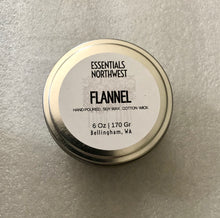 ESSENTIALS
NORTHWEST
FLANNEL
HAND POURED, SOY WAX, COTTON WICK
6 Oz | 170 Gr
Bellingham, WA